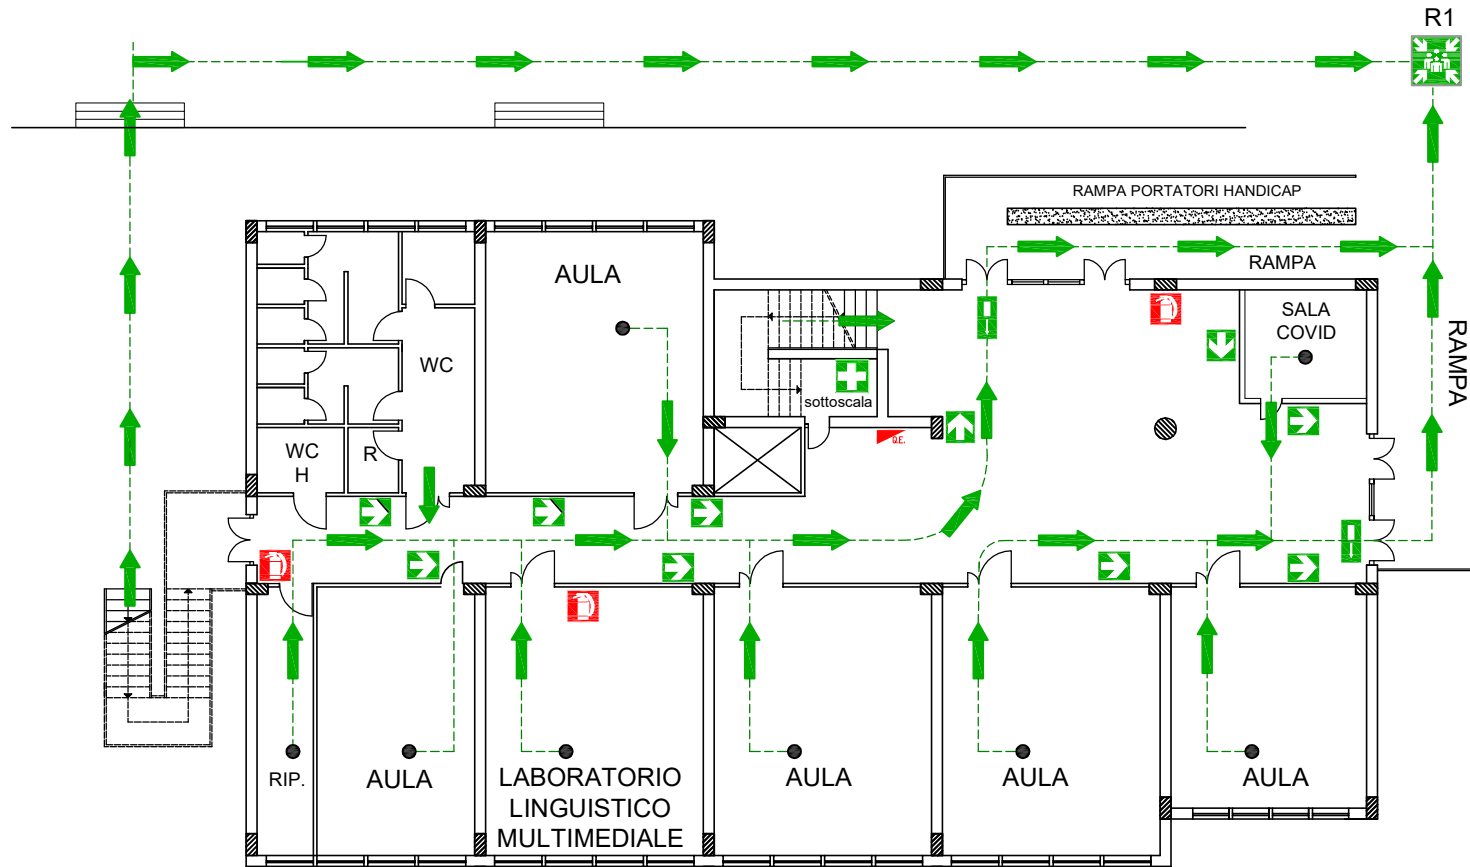 R1
RAMPA PORTATORI HANDICAP
RAMPA
AULA
SALA
COVID
RAMPA
WC
sottoscala
Q.E.
WC
H
R
RIP.
AULA
LABORATORIO
LINGUISTICO
MULTIMEDIALE
AULA
AULA
AULA